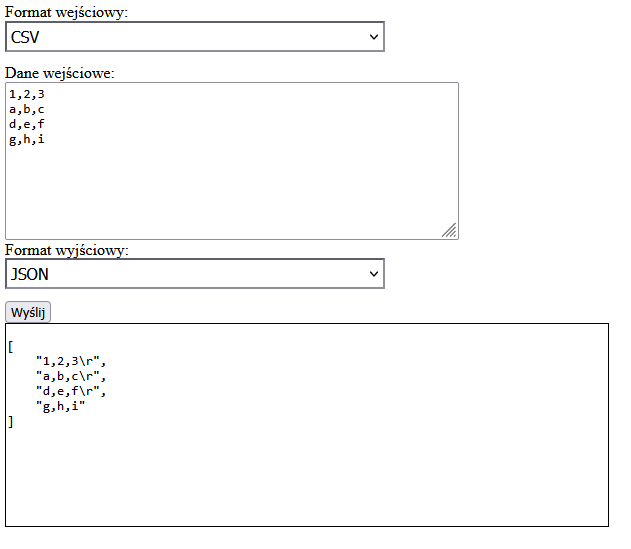 Format wejściowy:
CSV
Dane wejściowe:
1,2,3
a,b,c
d,e,f
g,h,i
Format wyjściowy:
JSON
Wyślij
[
    "1,2,3\r",
    "a,b,c\r",
    "d,e,f\r",
    "g,h,i"
]